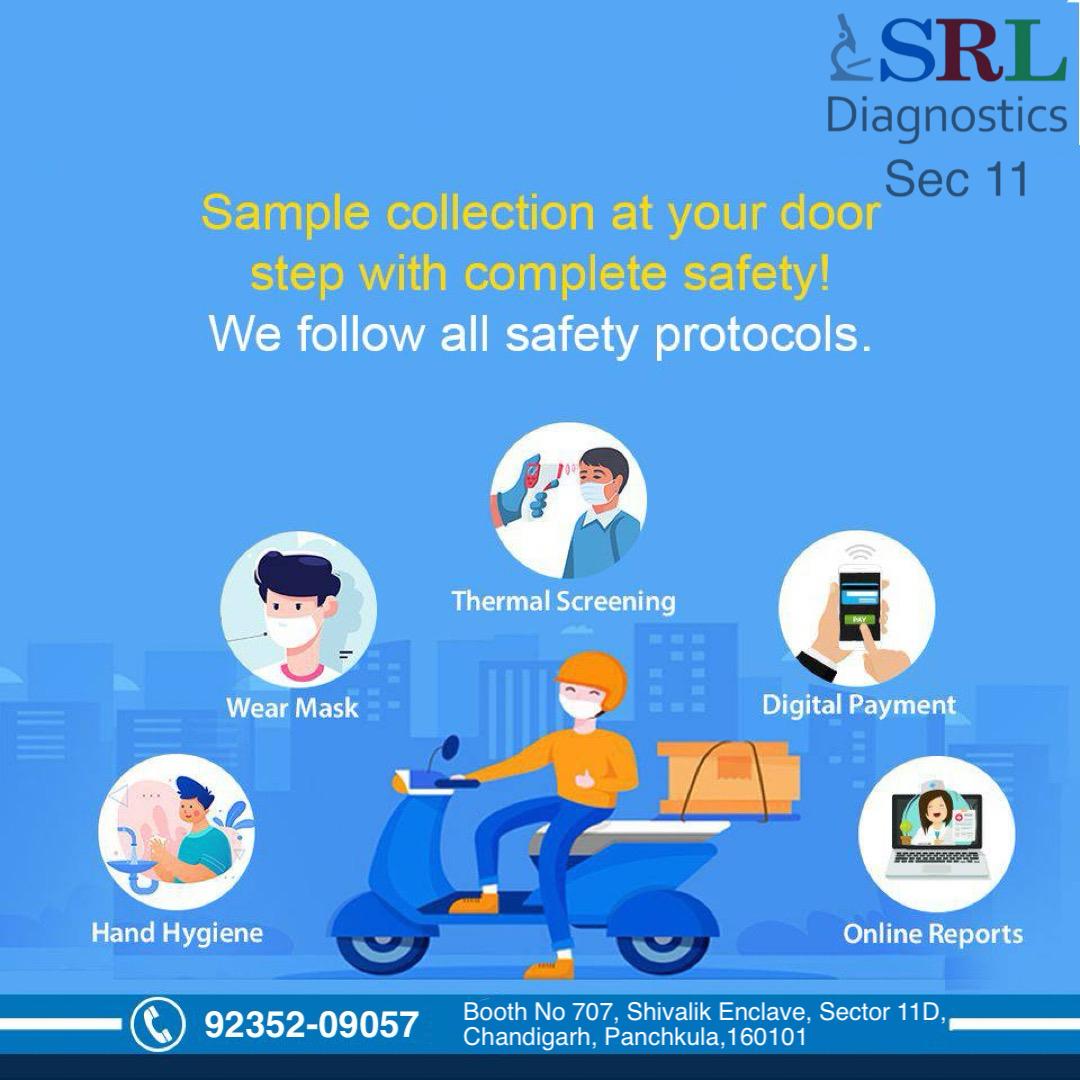 SRL
Diagnostics
Sec 11
Sample collection at your door
step with complete safety!
We follow all safety protocols.
Thermal Screening
Wear Mask
PAY
Digital Payment
Hand Hygiene
Online Reports
92352-09057
Booth No 707, Shivalik Enclave, Sector 11D,
Chandigarh, Panchkula,160101